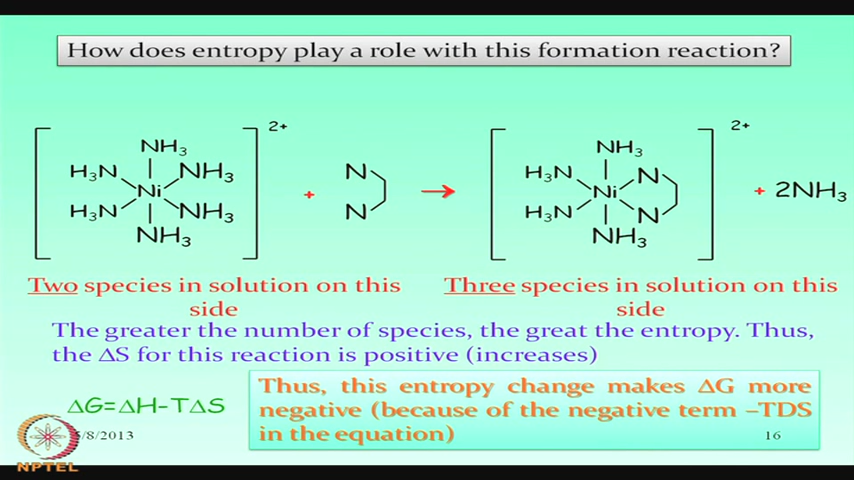 How does entropy play a role with this formation reaction?
2+
NH3
H3N NH3
Ni
H3N NH3
NH3
+
N
N
→
2+
NH3
H3N N
Ni
H3N N
NH3
+ 2NH3
Two species in solution on this
side
Three species in solution on this
side
The greater the number of species, the great the entropy. Thus,
the ΔS for this reaction is positive (increases)
ΔG=ΔH-TΔS
Thus, this entropy change makes ΔG more
negative (because of the negative term –TDS
in the equation)
5/8/2013
16
NPTEL